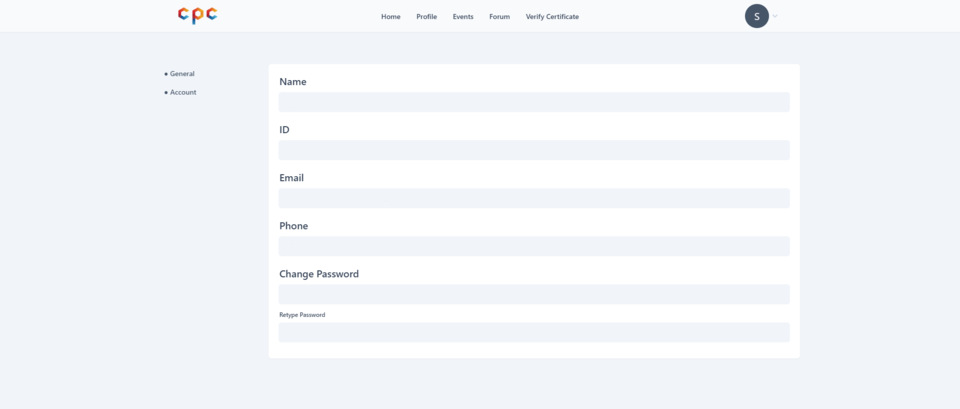 cpc
Home Profile Events Forum Verify Certificate
S
• General
• Account
Name
ID
Email
Phone
Change Password
Retype Password